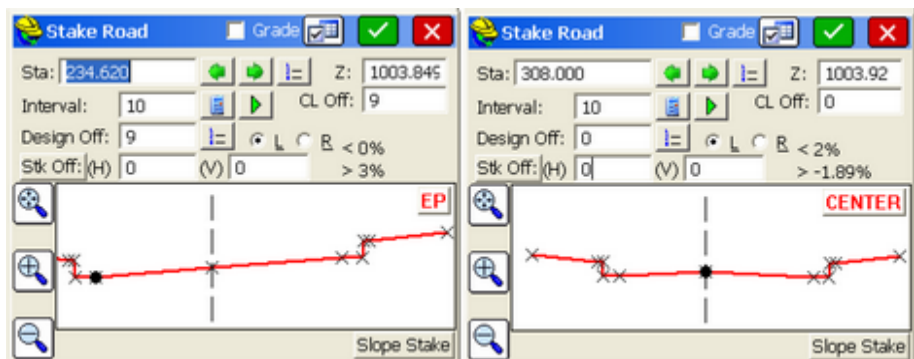 Stake Road Grade
Sta: 234.620 Z: 1003.849
Interval: 10 CL Off: 9
Design Off: 9 L R < 0%
Stk Off: (H) 0 (V) 0 > 3%
EP
Slope Stake
Stake Road Grade
Sta: 308.000 Z: 1003.92
Interval: 10 CL Off: 0
Design Off: 0 L R < 2%
Stk Off: (H) 0 (V) 0 > -1.89%
CENTER
Slope Stake